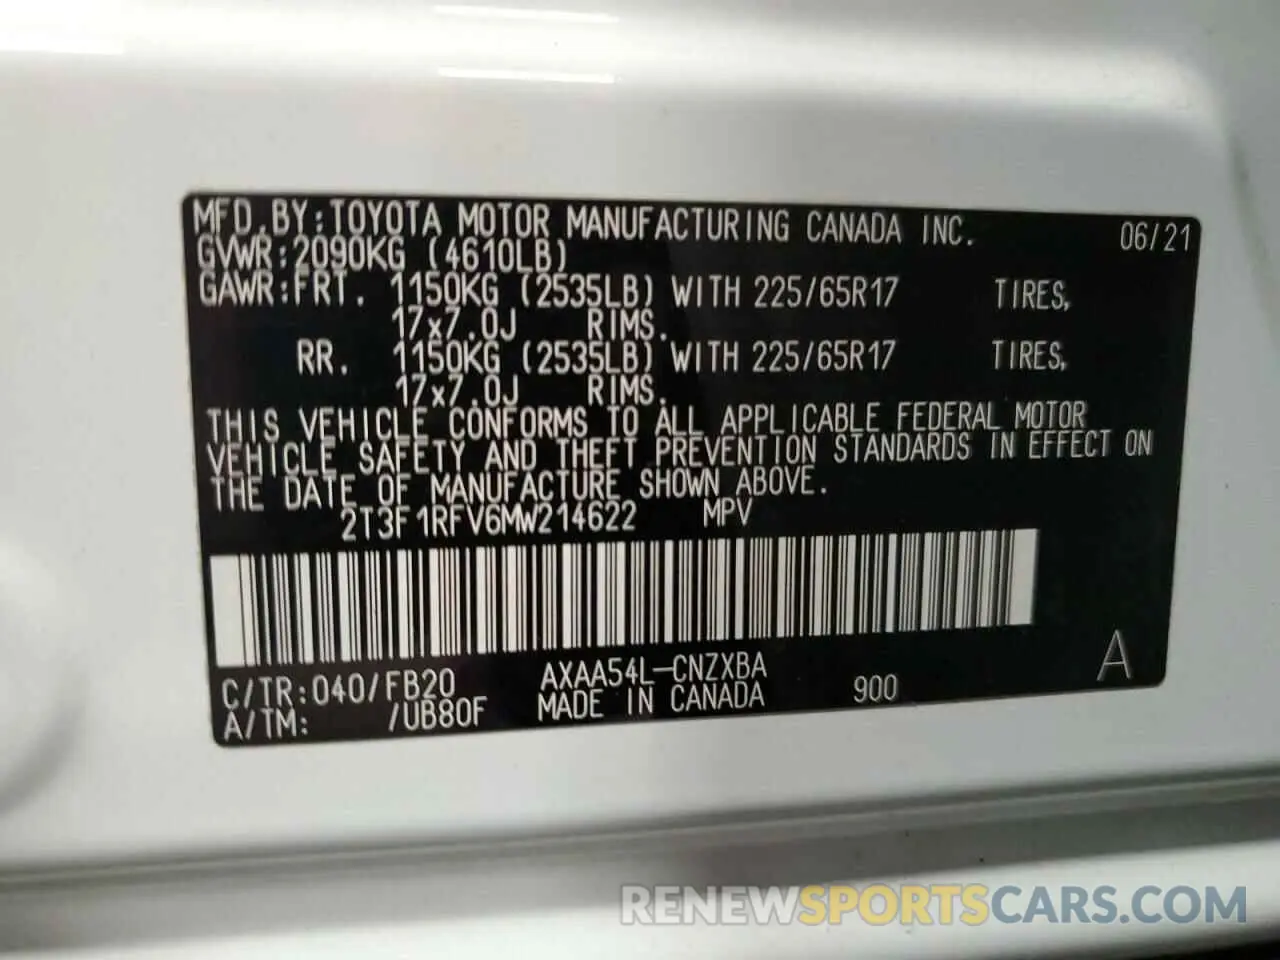 MFD.BY:TOYOTA MOTOR MANUFACTURING CANADA INC. 06/21
GVWR:2090KG (4610LB)
GAWR:FRT. 1150KG (2535LB) WITH 225/65R17 TIRES,
17x7.0J RIMS.
RR. 1150KG (2535LB) WITH 225/65R17 TIRES,
17x7.0J RIMS.
THIS VEHICLE CONFORMS TO ALL APPLICABLE FEDERAL MOTOR
VEHICLE SAFETY AND THEFT PREVENTION STANDARDS IN EFFECT ON
THE DATE OF MANUFACTURE SHOWN ABOVE.
2T3F1RFV6MW214622 MPV
C/TR:040/FB20 AXAA54L-CNZXBA A
A/TM: /UB80F MADE IN CANADA 900
RENEWSPORTSCARS.COM